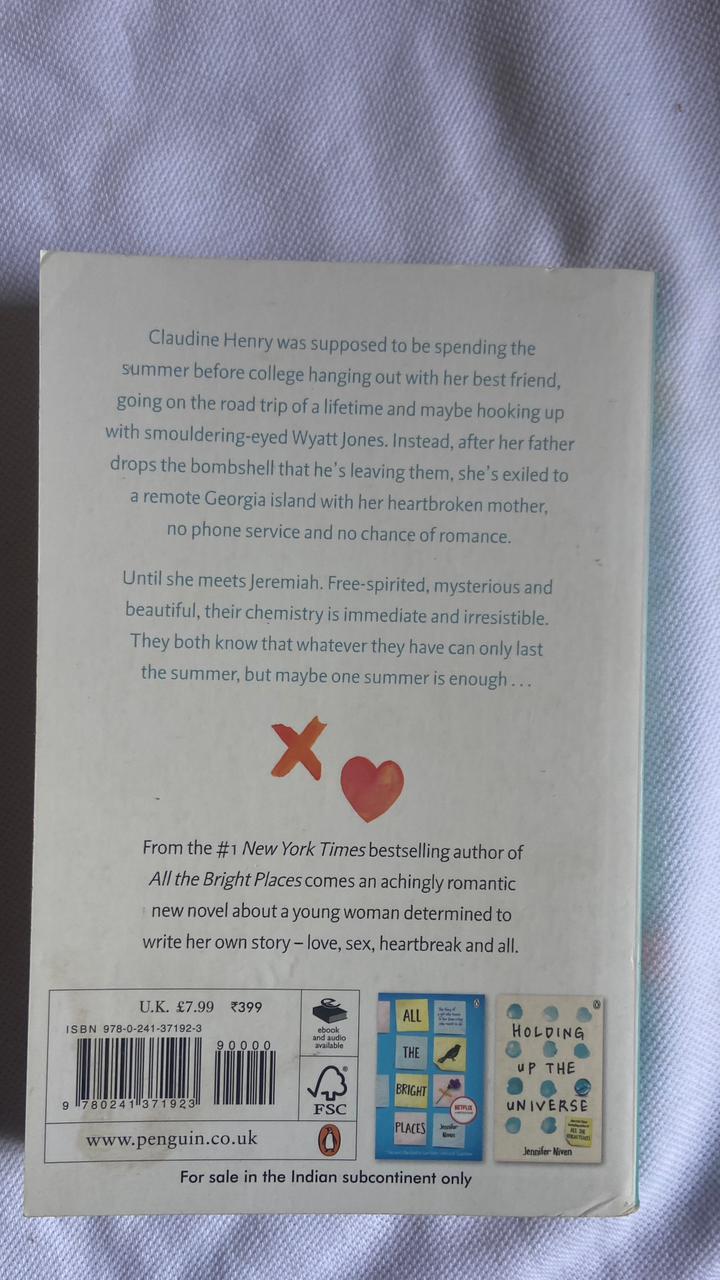 Claudine Henry was supposed to be spending the
summer before college hanging out with her best friend,
going on the road trip of a lifetime and maybe hooking up
with smouldering-eyed Wyatt Jones. Instead, after her father
drops the bombshell that he's leaving them, she's exiled to
a remote Georgia island with her heartbroken mother,
no phone service and no chance of romance.
Until she meets Jeremiah. Free-spirited, mysterious and
beautiful, their chemistry is immediate and irresistible.
They both know that whatever they have can only last
the summer, but maybe one summer is enough ...
From the #1 New York Times bestselling author of
All the Bright Places comes an achingly romantic
new novel about a young woman determined to
write her own story – love, sex, heartbreak and all.
U.K. £7.99 ₹399
ISBN 978-0-241-37192-3
90000
9 780241 371923
www.penguin.co.uk
ebook
and audio
available
FSC
ALL
THE
BRIGHT
PLACES
NETFLIX
Jennifer
Niven
HOLDING
UP THE
UNIVERSE
Jennifer Niven
For sale in the Indian subcontinent only